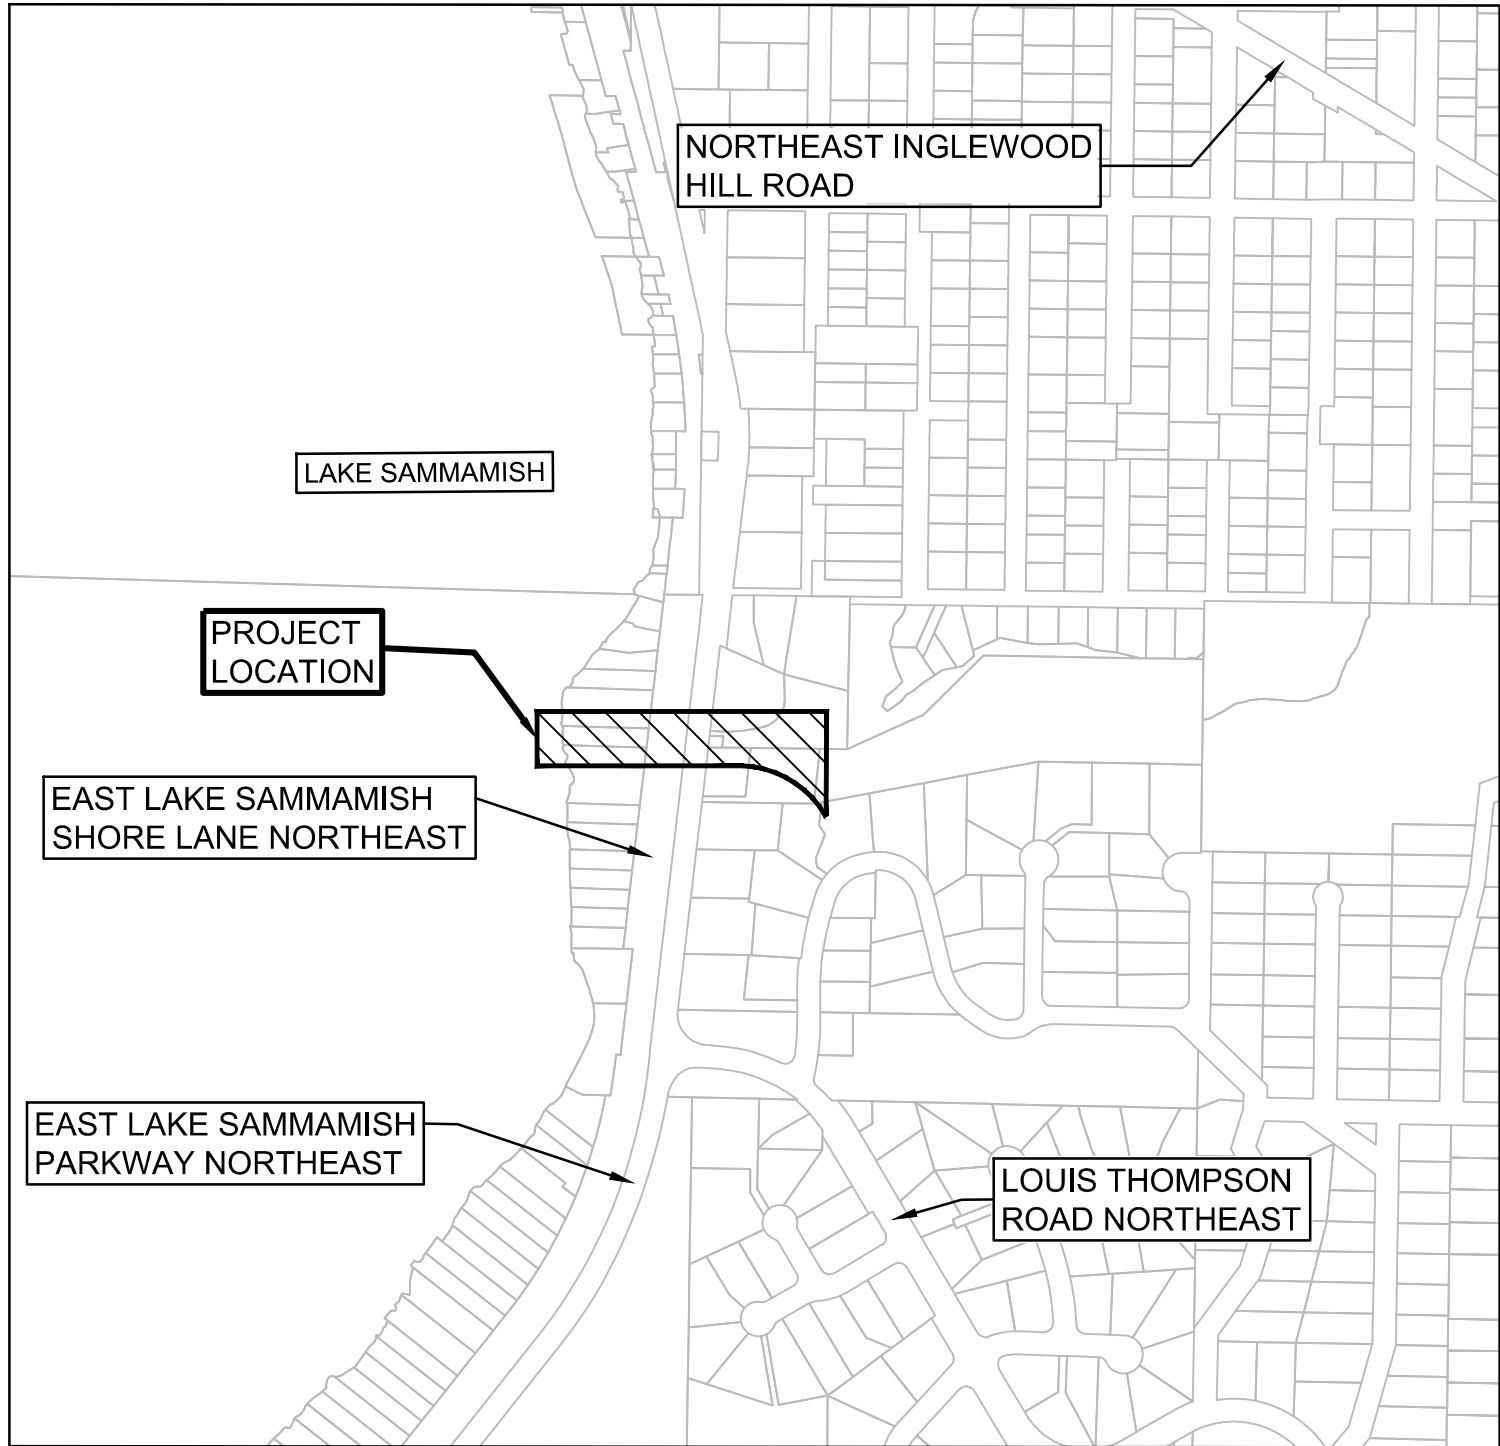 NORTHEAST INGLEWOOD
HILL ROAD
LAKE SAMMAMISH
PROJECT
LOCATION
EAST LAKE SAMMAMISH
SHORE LANE NORTHEAST
EAST LAKE SAMMAMISH
PARKWAY NORTHEAST
LOUIS THOMPSON
ROAD NORTHEAST